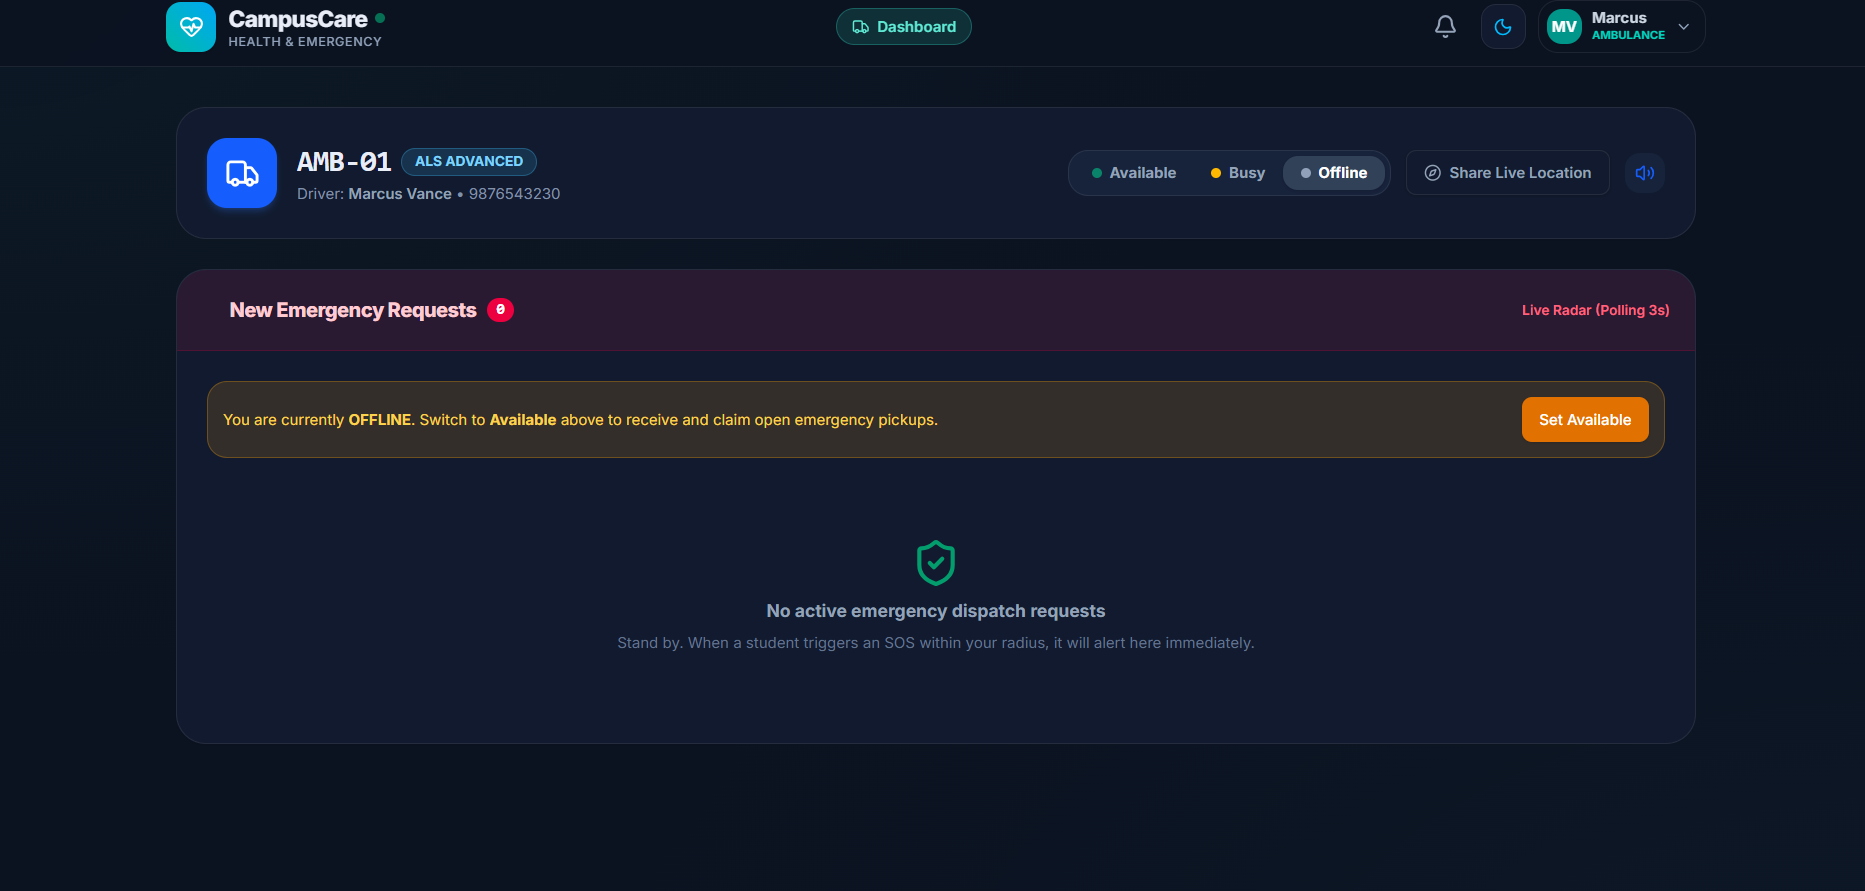 CampusCare
HEALTH & EMERGENCY
Dashboard
MV
Marcus
AMBULANCE
AMB-01
ALS ADVANCED
Driver: Marcus Vance • 9876543230
Available
Busy
Offline
Share Live Location
New Emergency Requests
0
Live Radar (Polling 3s)
You are currently OFFLINE. Switch to Available above to receive and claim open emergency pickups.
Set Available
No active emergency dispatch requests
Stand by. When a student triggers an SOS within your radius, it will alert here immediately.